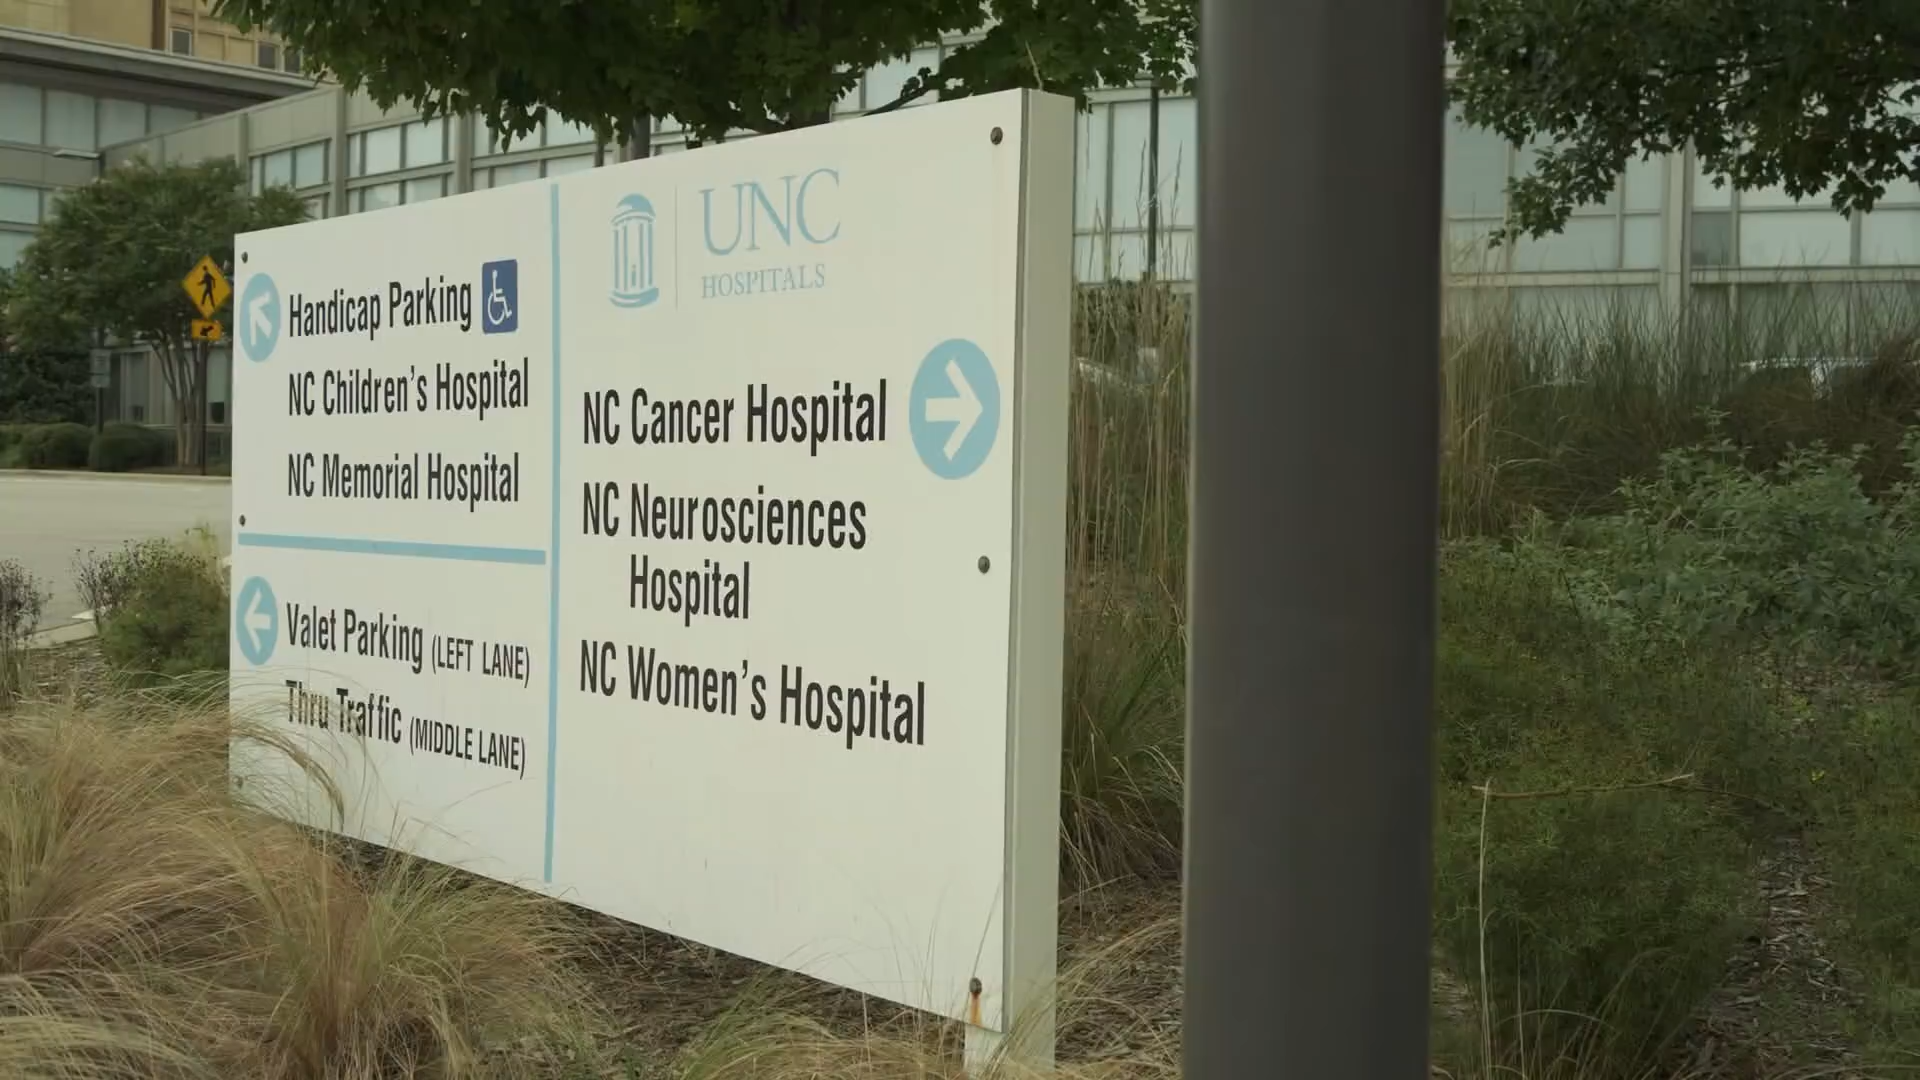 Handicap Parking
NC Children's Hospital
NC Memorial Hospital
Valet Parking (LEFT LANE)
Thru Traffic (MIDDLE LANE)
UNC
HOSPITALS
NC Cancer Hospital
NC Neurosciences
Hospital
NC Women's Hospital